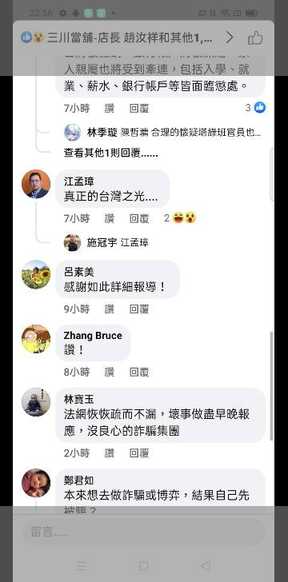 22:56
三川當舖-店長 趙汝祥和其他1,...
人親屬也將受到牽連，包括入學、就
業、薪水、銀行帳戶等皆面臨懲處。
7小時 讚 回覆 3
林季璇 陳哲霖 合理的懷疑塔綠班官員也...
查看其他1則回覆......
江孟璋
真正的台灣之光....
7小時 讚 回覆 2
施冠宇 江孟璋
呂素美
感謝如此詳細報導！
9小時 讚 回覆
Zhang Bruce
讚！
8小時 讚 回覆
林寶玉
法網恢恢疏而不漏，壞事做盡早晚報
應，沒良心的詐騙集團
2小時 讚 回覆
鄭君如
本來想去做詐騙或博弈，結果自己先
被騙？
留言......